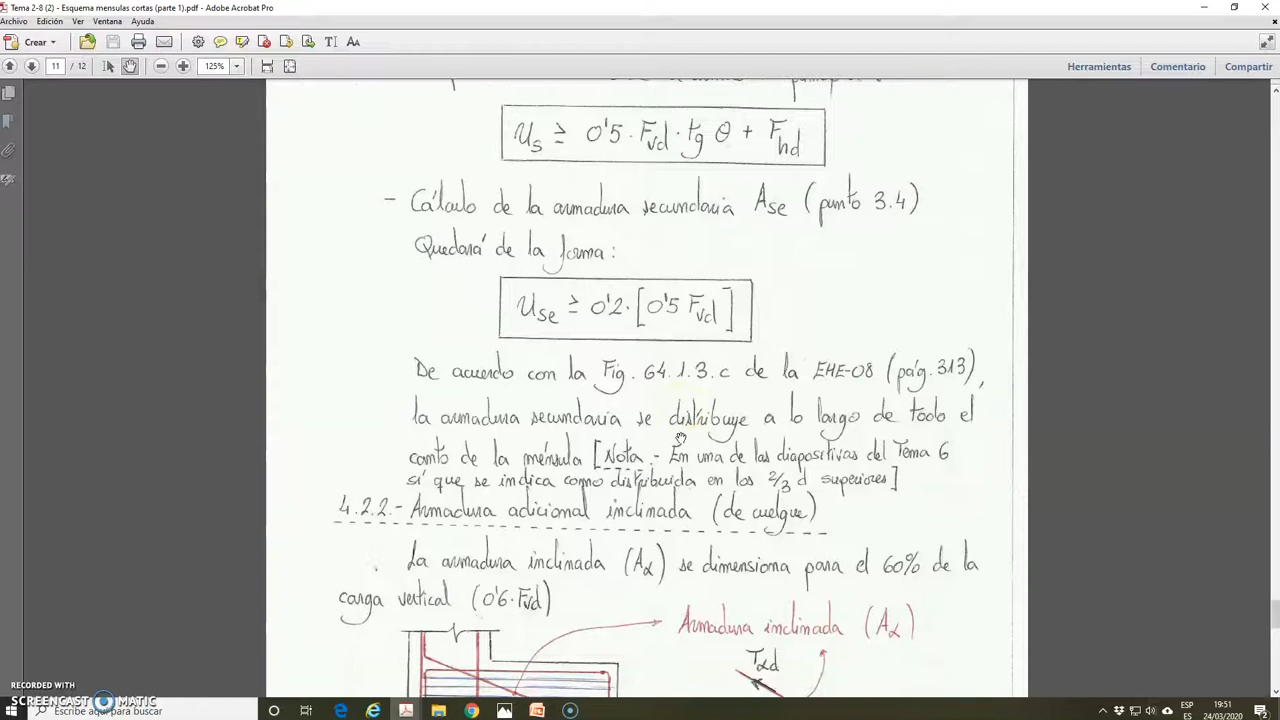 Tema 2-8 (2) - Esquema mensulas cortas (parte 1).pdf - Adobe Acrobat Pro
Archivo Edición Ver Ventana Ayuda
Crear
11 / 12 125% Herramientas Comentario Compartir
Us ≥ 0'5 · Fvd · tg θ + Fhd
- Cálculo de la armadura secundaria Ase (punto 3.4)
Quedará de la forma:
Use ≥ 0'2 · [0'5 Fvd]
De acuerdo con la Fig. 64.1.3.c de la EHE-08 (pág. 313),
la armadura secundaria se distribuye a lo largo de todo el
canto de la ménsula [Nota.- En una de las diapositivas del Tema 6
sí que se indica como distribuida en los 2/3 d superiores]
4.2.2.- Armadura adicional inclinada (de cuelgue)
La armadura inclinada (Aα) se dimensiona para el 60% de la
carga vertical (0'6·Fvd)
Armadura inclinada (Aα)
Tαd
RECORDED WITH
SCREENCAST MATIC
Escribe aquí para buscar
ESP
19:51
24/03/2020
2